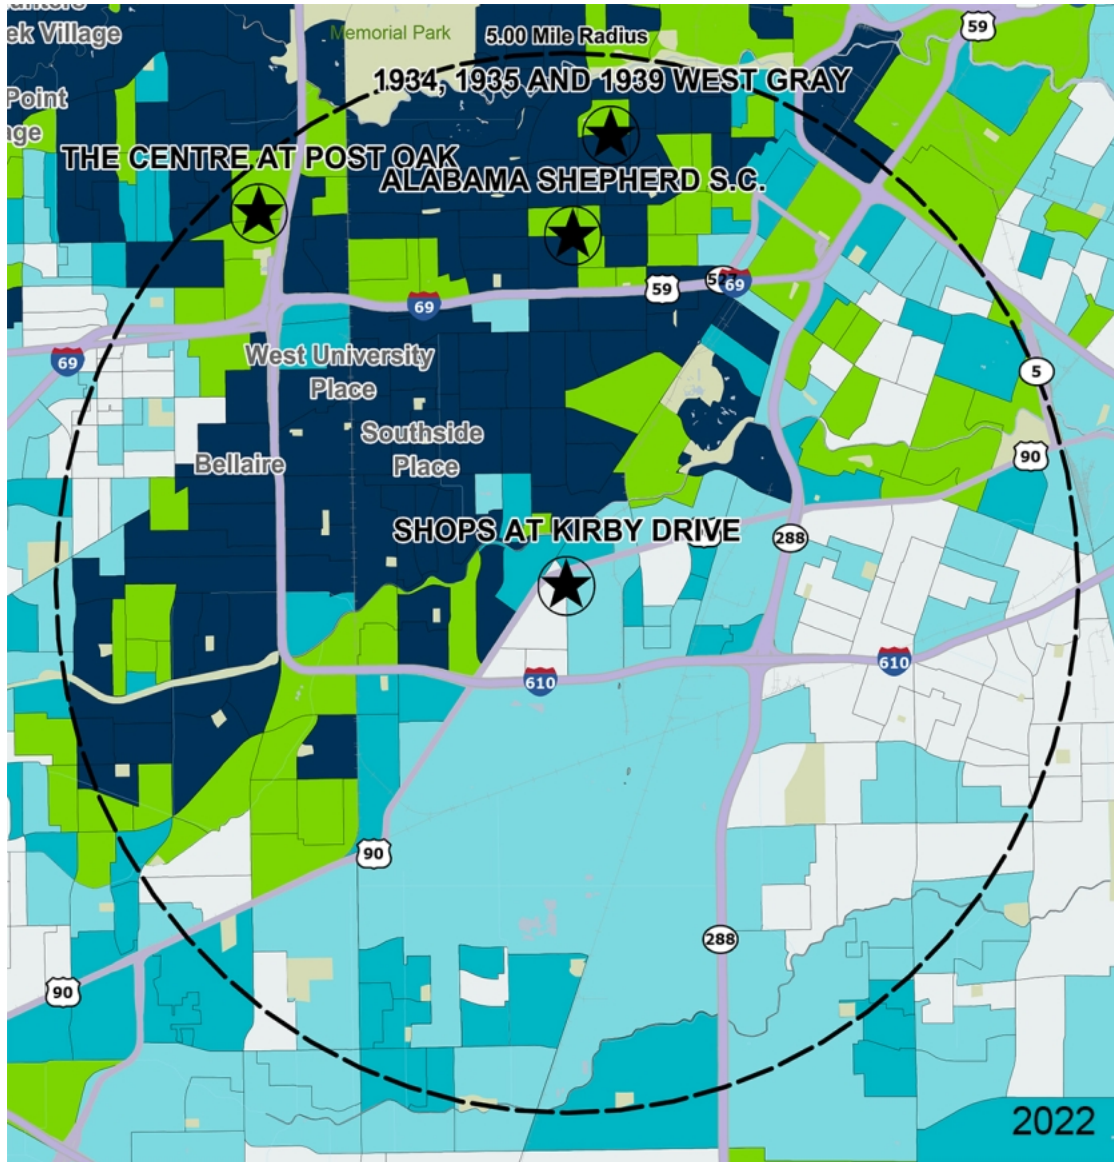 unters
ek Village
Memorial Park
5.00 Mile Radius
59
1934, 1935 AND 1939 WEST GRAY
Point
age
THE CENTRE AT POST OAK
ALABAMA SHEPHERD S.C.
59
527
69
69
69
West University
Place
5
Southside
Place
Bellaire
90
SHOPS AT KIRBY DRIVE
288
610
610
90
288
90
2022